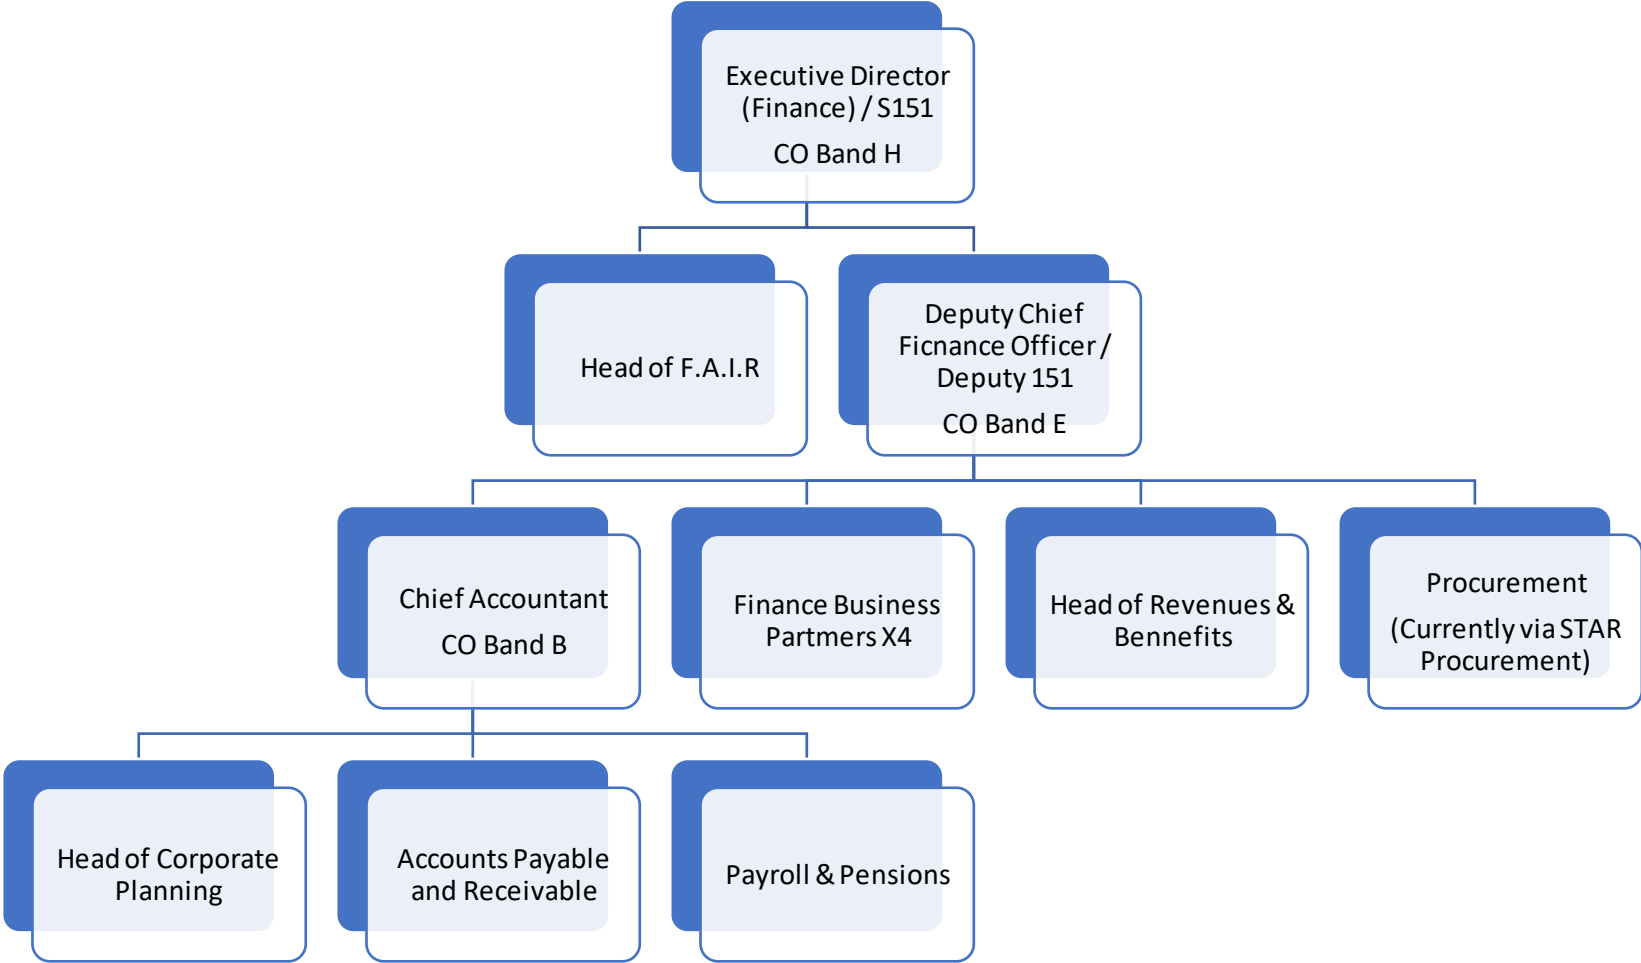 Executive Director
(Finance) / S151
CO Band H
Head of F.A.I.R
Deputy Chief
Ficnance Officer /
Deputy 151
CO Band E
Chief Accountant
CO Band B
Finance Business
Partmers X4
Head of Revenues &
Bennefits
Procurement
(Currently via STAR
Procurement)
Head of Corporate
Planning
Accounts Payable
and Receivable
Payroll & Pensions